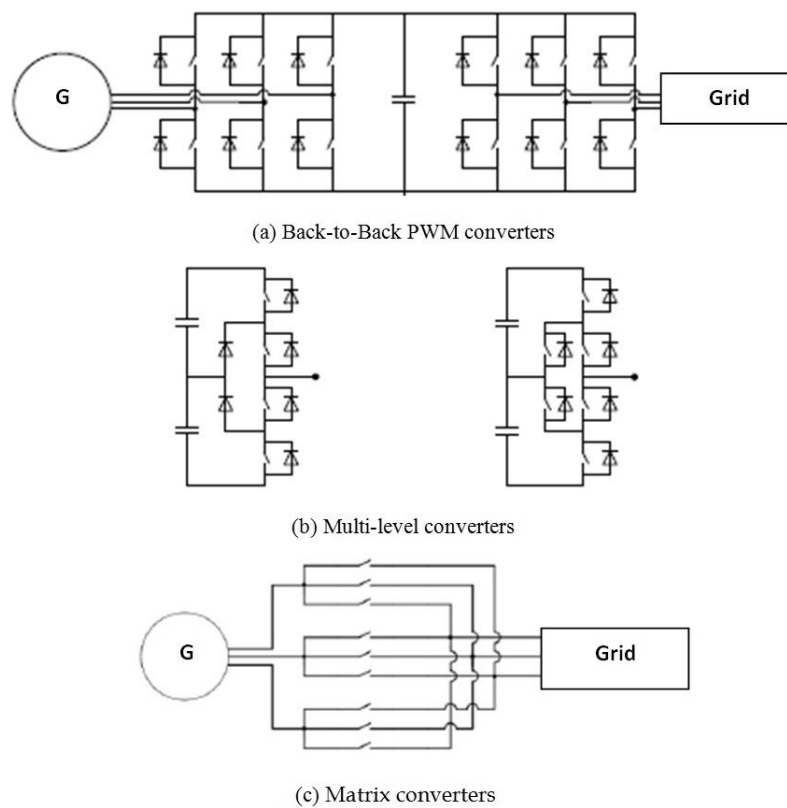 G
Grid
(a) Back-to-Back PWM converters
(b) Multi-level converters
G
Grid
(c) Matrix converters